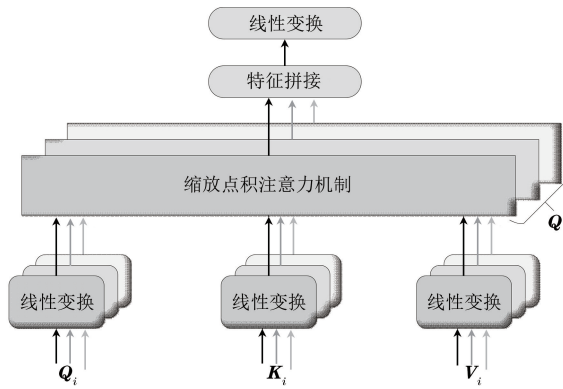 线性变换
特征拼接
缩放点积注意力机制
Q
线性变换 线性变换 线性变换
Q_i K_i V_i